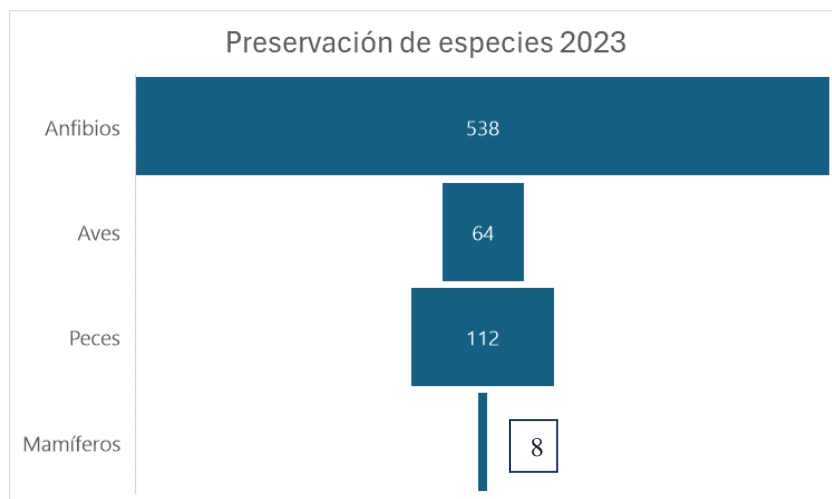 Preservación de especies 2023
Anfibios
538
Aves
64
Peces
112
Mamíferos
8